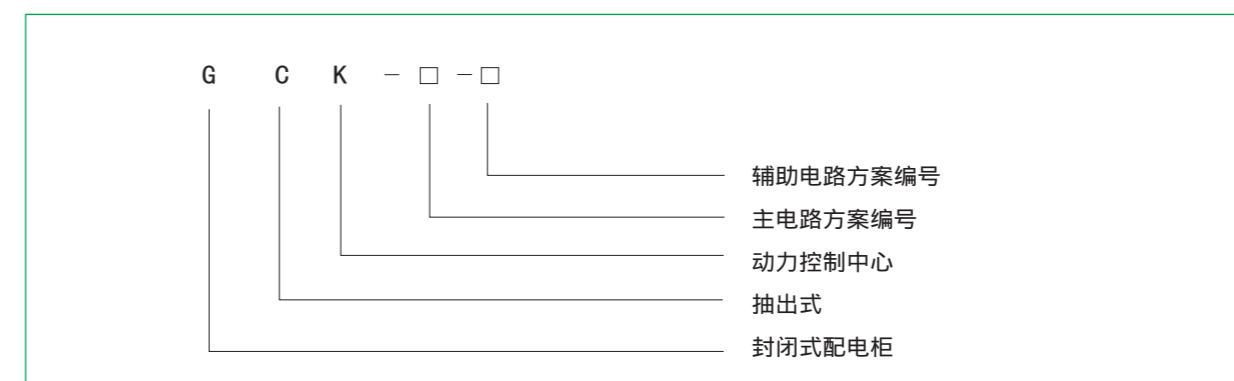 G C K - □ - □
辅助电路方案编号
主电路方案编号
动力控制中心
抽出式
封闭式配电柜